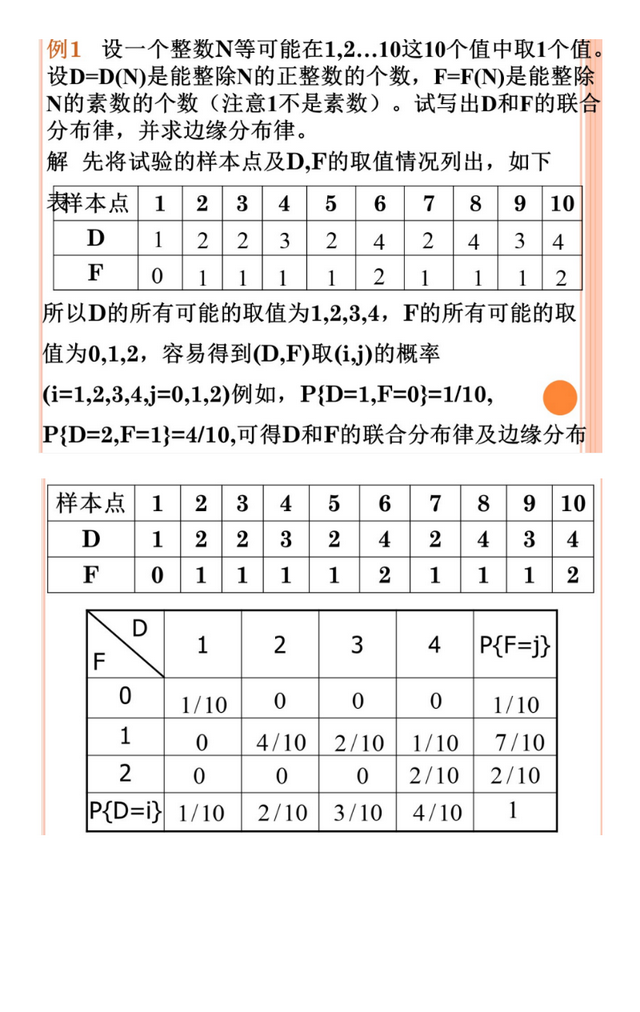 例1 设一个整数N等可能在1,2…10这10个值中取1个值。
设D=D(N)是能整除N的正整数的个数，F=F(N)是能整除
N的素数的个数（注意1不是素数）。试写出D和F的联合
分布律，并求边缘分布律。
解 先将试验的样本点及D,F的取值情况列出，如下
表
样本点 1 2 3 4 5 6 7 8 9 10
D 1 2 2 3 2 4 2 4 3 4
F 0 1 1 1 1 2 1 1 1 2
所以D的所有可能的取值为1,2,3,4，F的所有可能的取
值为0,1,2，容易得到(D,F)取(i,j)的概率
(i=1,2,3,4,j=0,1,2)例如，P{D=1,F=0}=1/10,
P{D=2,F=1}=4/10,可得D和F的联合分布律及边缘分布
样本点 1 2 3 4 5 6 7 8 9 10
D 1 2 2 3 2 4 2 4 3 4
F 0 1 1 1 1 2 1 1 1 2
D
F
1 2 3 4 P{F=j}
0 1/10 0 0 0 1/10
1 0 4/10 2/10 1/10 7/10
2 0 0 0 2/10 2/10
P{D=i} 1/10 2/10 3/10 4/10 1